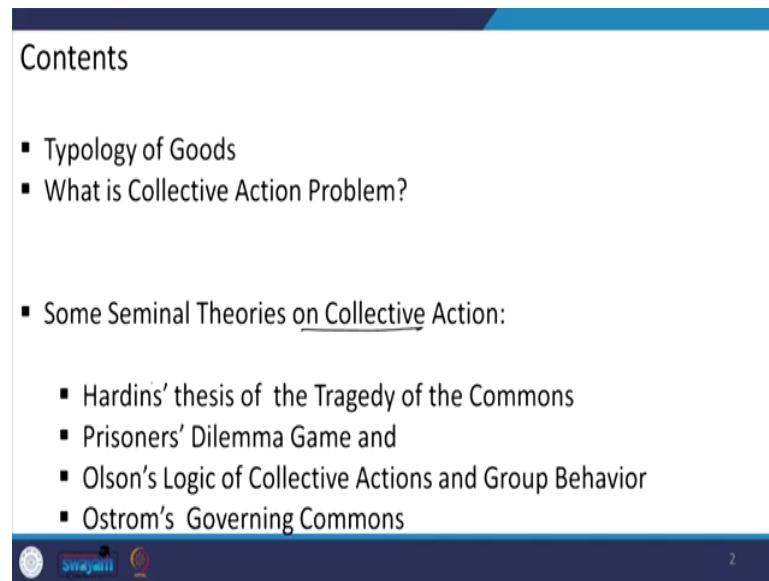 Contents
▪ Typology of Goods
▪ What is Collective Action Problem?
▪ Some Seminal Theories on Collective Action:
▪ Hardins’ thesis of the Tragedy of the Commons
▪ Prisoners’ Dilemma Game and
▪ Olson’s Logic of Collective Actions and Group Behavior
▪ Ostrom’s Governing Commons
swayam
2